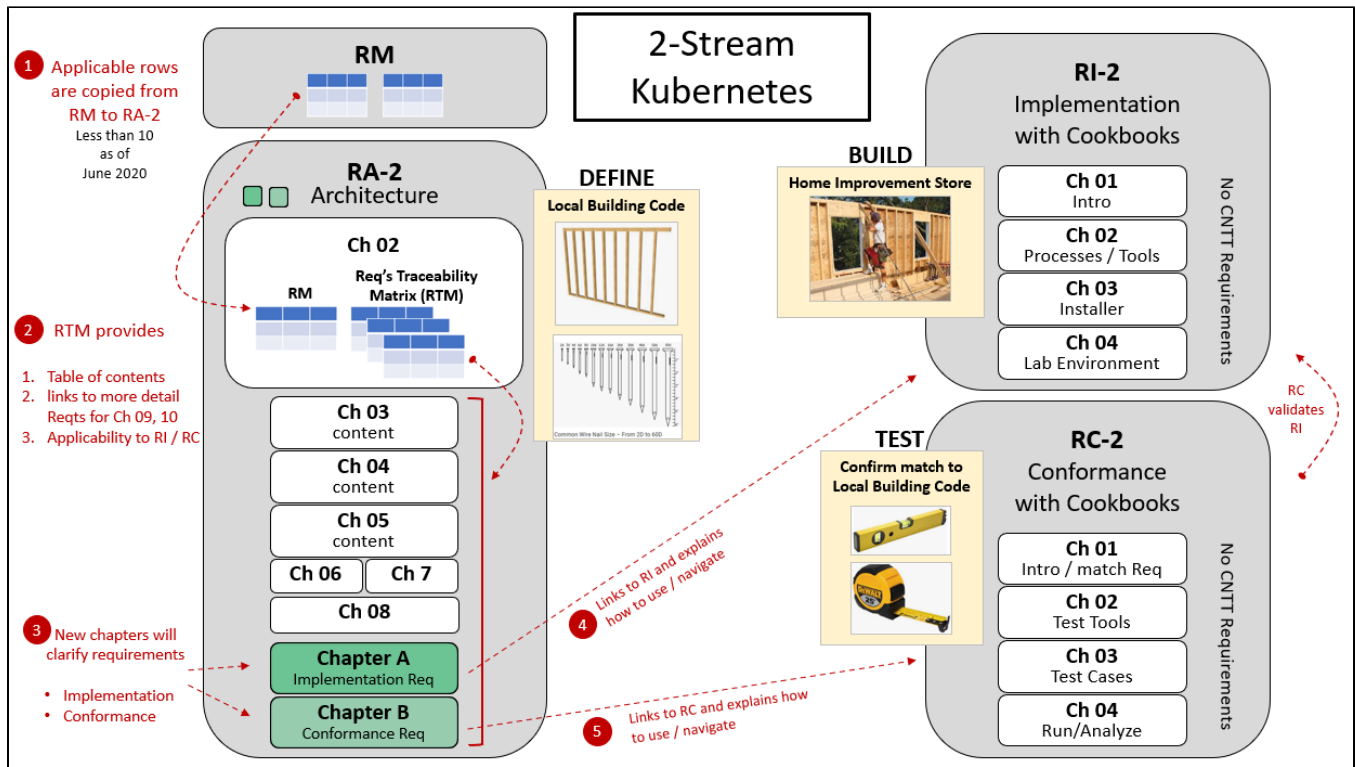 2-Stream
Kubernetes
1
Applicable rows
are copied from
RM to RA-2
Less than 10
as of
June 2020
RM
RA-2
Architecture
Ch 02
RM
Req's Traceability
Matrix (RTM)
2
RTM provides
1. Table of contents
2. links to more detail
Reqts for Ch 09, 10
3. Applicability to RI / RC
Ch 03
content
Ch 04
content
Ch 05
content
Ch 06
Ch 7
Ch 08
3
New chapters will
clarify requirements
• Implementation
• Conformance
Chapter A
Implementation Req
Chapter B
Conformance Req
DEFINE
Local Building Code
Common Wire Nail Size – From 2D to 60D
4
Links to RI and explains
how to use / navigate
5
Links to RC and explains how
to use / navigate
BUILD
Home Improvement Store
RI-2
Implementation
with Cookbooks
Ch 01
Intro
Ch 02
Processes / Tools
Ch 03
Installer
Ch 04
Lab Environment
No CNTT Requirements
RC
validates
RI
TEST
Confirm match to
Local Building Code
DEWALT
25'
RC-2
Conformance
with Cookbooks
Ch 01
Intro / match Req
Ch 02
Test Tools
Ch 03
Test Cases
Ch 04
Run/Analyze
No CNTT Requirements